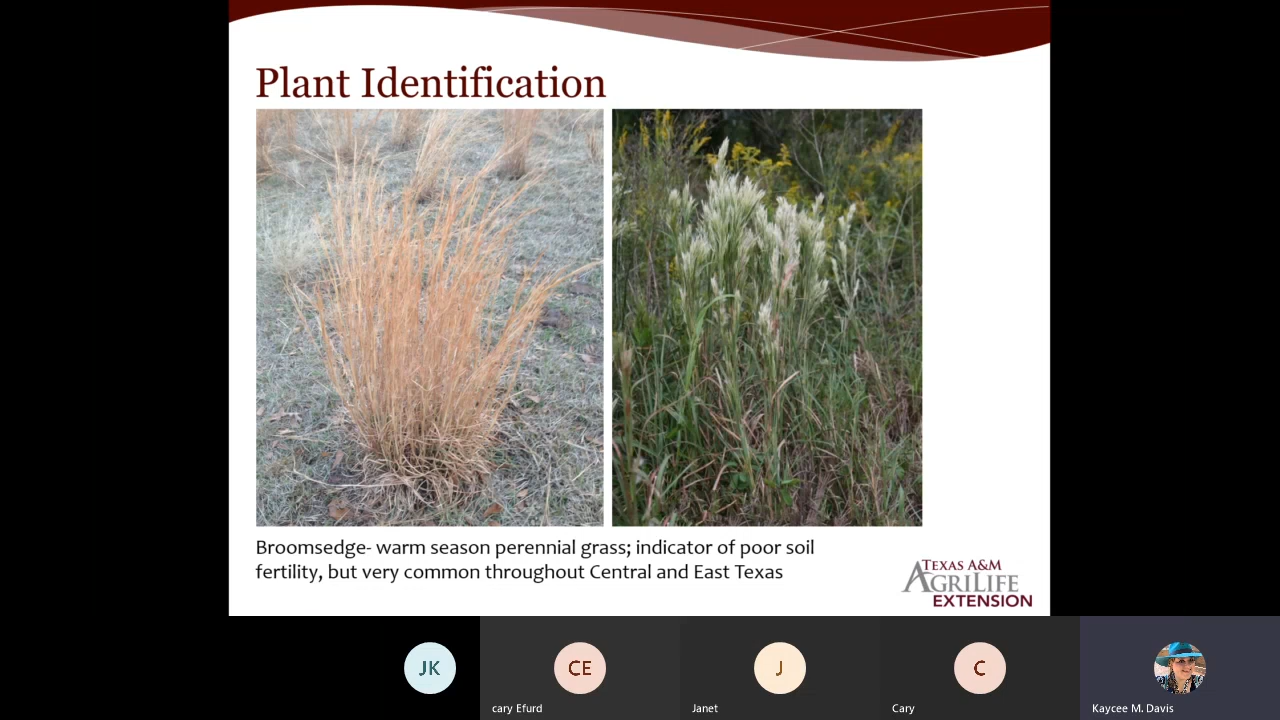 Plant Identification
Broomsedge- warm season perennial grass; indicator of poor soil
fertility, but very common throughout Central and East Texas
TEXAS A&M
AGRILIFE
EXTENSION
JK
CE
J
C
cary Efurd
Janet
Cary
Kaycee M. Davis